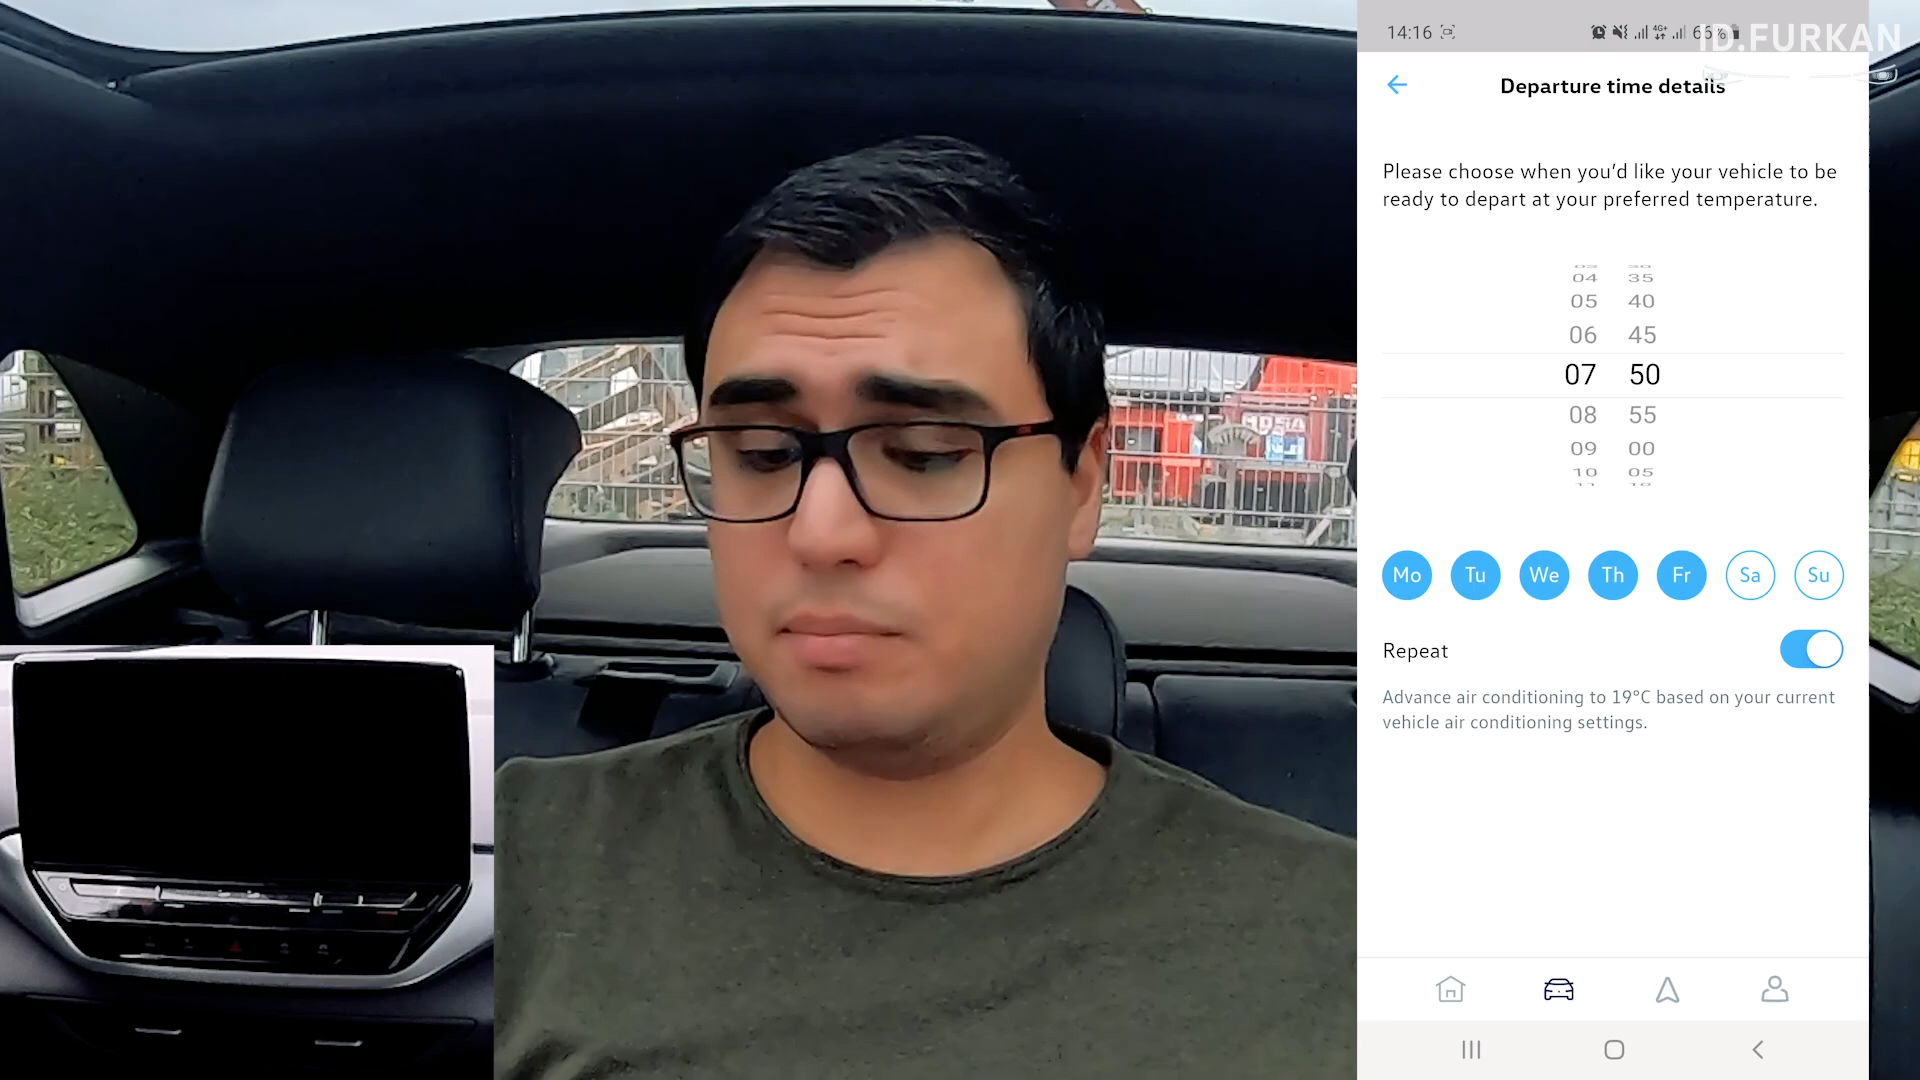 14:16
4G+
66%
ID.FURKAN
Departure time details
Please choose when you'd like your vehicle to be
ready to depart at your preferred temperature.
04 35
05 40
06 45
07 50
08 55
09 00
10 05
Mo Tu We Th Fr Sa Su
Repeat
Advance air conditioning to 19°C based on your current
vehicle air conditioning settings.